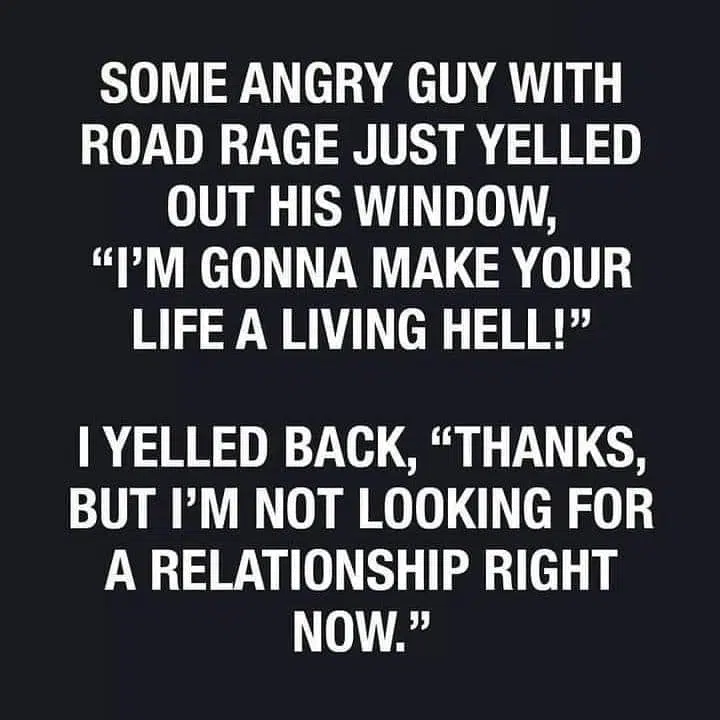 SOME ANGRY GUY WITH
ROAD RAGE JUST YELLED
OUT HIS WINDOW,
“I’M GONNA MAKE YOUR
LIFE A LIVING HELL!”
I YELLED BACK, “THANKS,
BUT I’M NOT LOOKING FOR
A RELATIONSHIP RIGHT
NOW.”